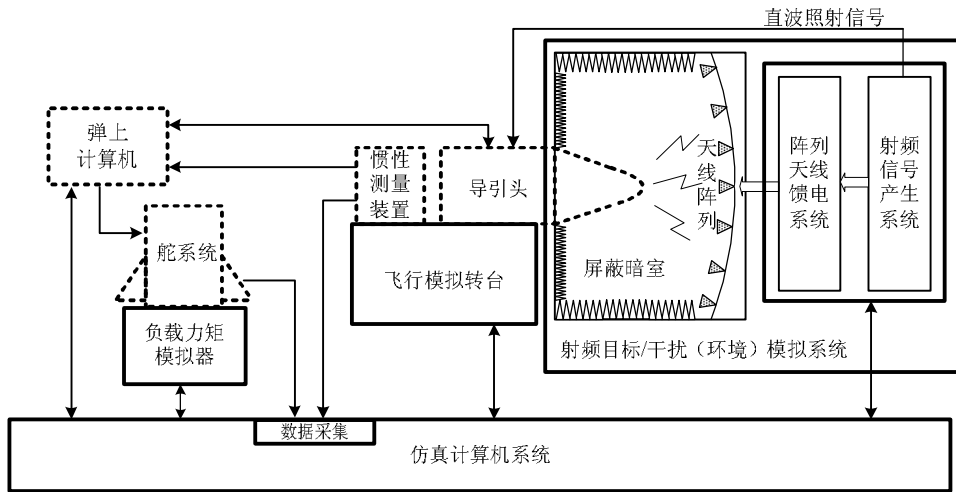 直波照射信号
弹上
计算机
惯性
测量
装置
导引头
天线阵列
阵列
天线
馈电
系统
射频
信号
产生
系统
舵系统
飞行模拟转台
屏蔽暗室
负载力矩
模拟器
射频目标/干扰（环境）模拟系统
数据采集
仿真计算机系统